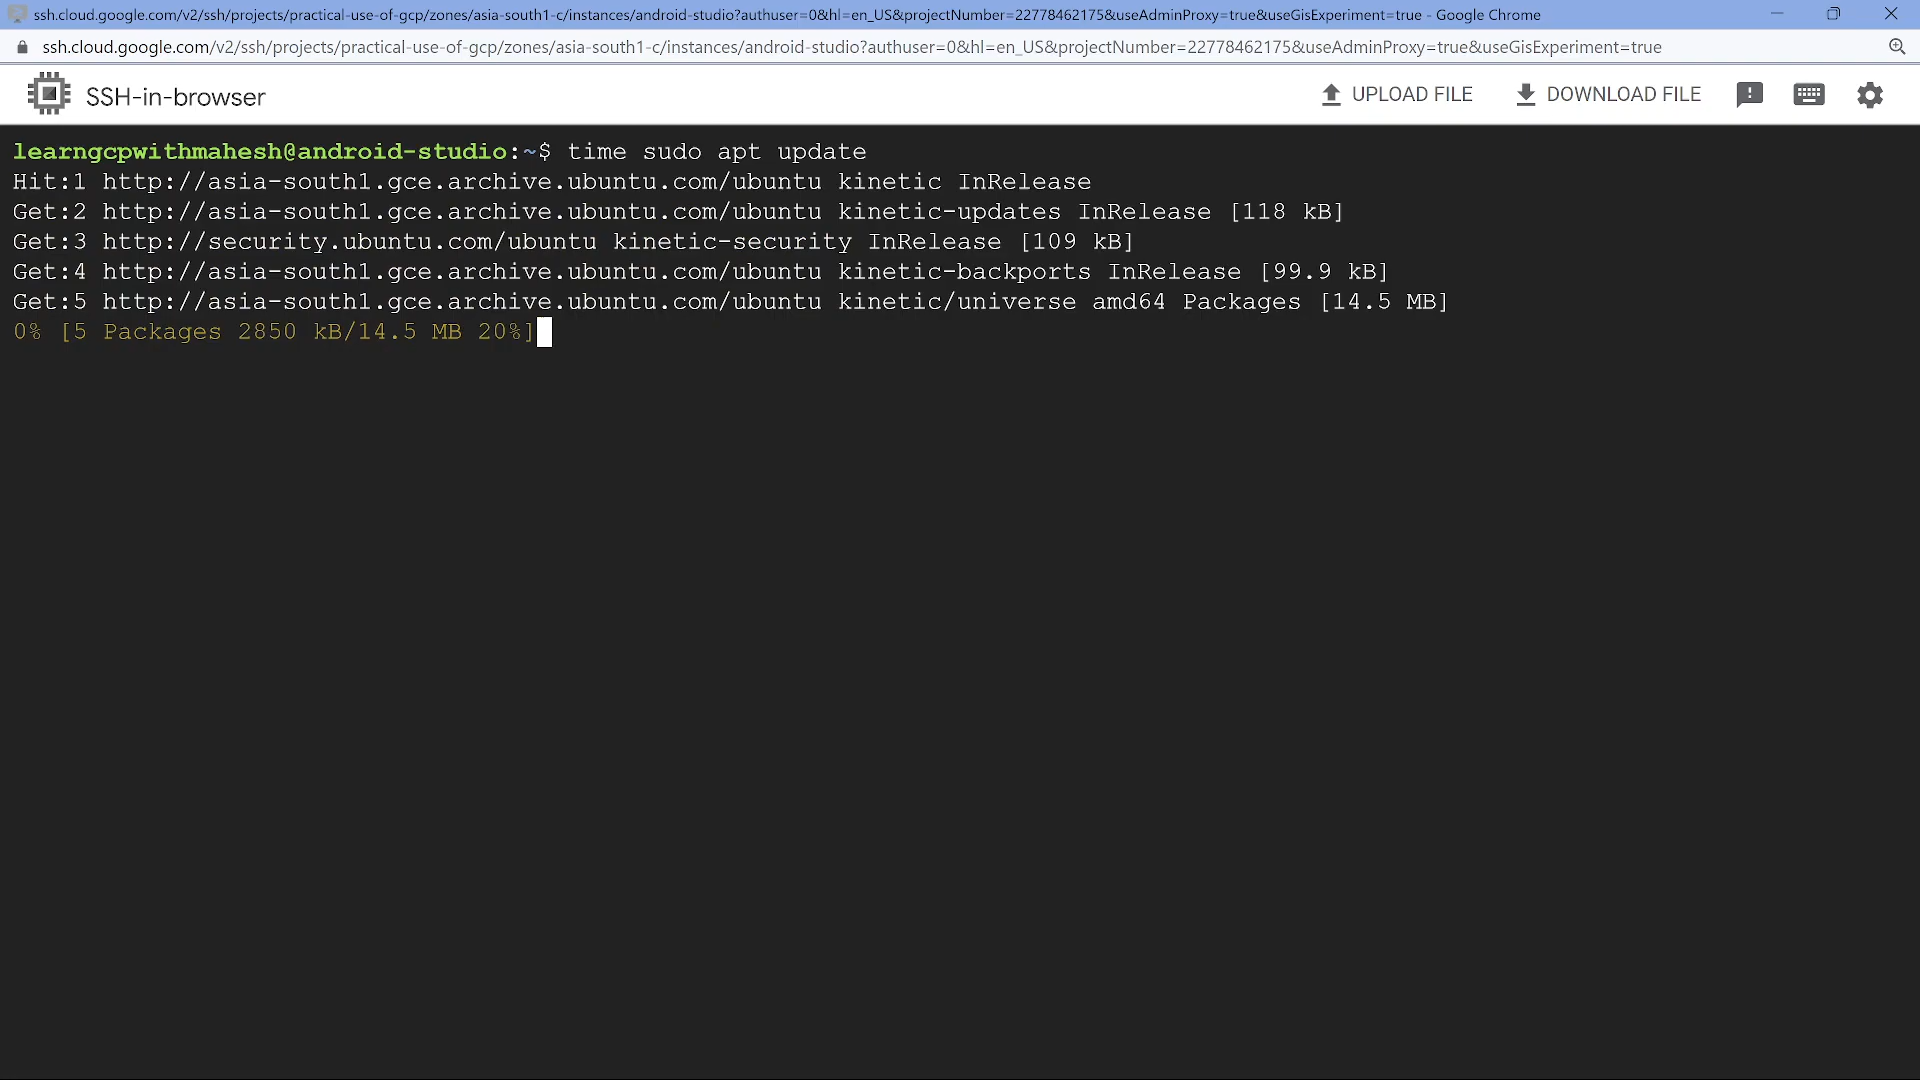 ssh.cloud.google.com/v2/ssh/projects/practical-use-of-gcp/zones/asia-south1-c/instances/android-studio?authuser=0&hl=en_US&projectNumber=22778462175&useAdminProxy=true&useGisExperiment=true - Google Chrome
ssh.cloud.google.com/v2/ssh/projects/practical-use-of-gcp/zones/asia-south1-c/instances/android-studio?authuser=0&hl=en_US&projectNumber=22778462175&useAdminProxy=true&useGisExperiment=true
SSH-in-browser
UPLOAD FILE
DOWNLOAD FILE
learngcpwithmahesh@android-studio:~$ time sudo apt update
Hit:1 http://asia-south1.gce.archive.ubuntu.com/ubuntu kinetic InRelease
Get:2 http://asia-south1.gce.archive.ubuntu.com/ubuntu kinetic-updates InRelease [118 kB]
Get:3 http://security.ubuntu.com/ubuntu kinetic-security InRelease [109 kB]
Get:4 http://asia-south1.gce.archive.ubuntu.com/ubuntu kinetic-backports InRelease [99.9 kB]
Get:5 http://asia-south1.gce.archive.ubuntu.com/ubuntu kinetic/universe amd64 Packages [14.5 MB]
0% [5 Packages 2850 kB/14.5 MB 20%]